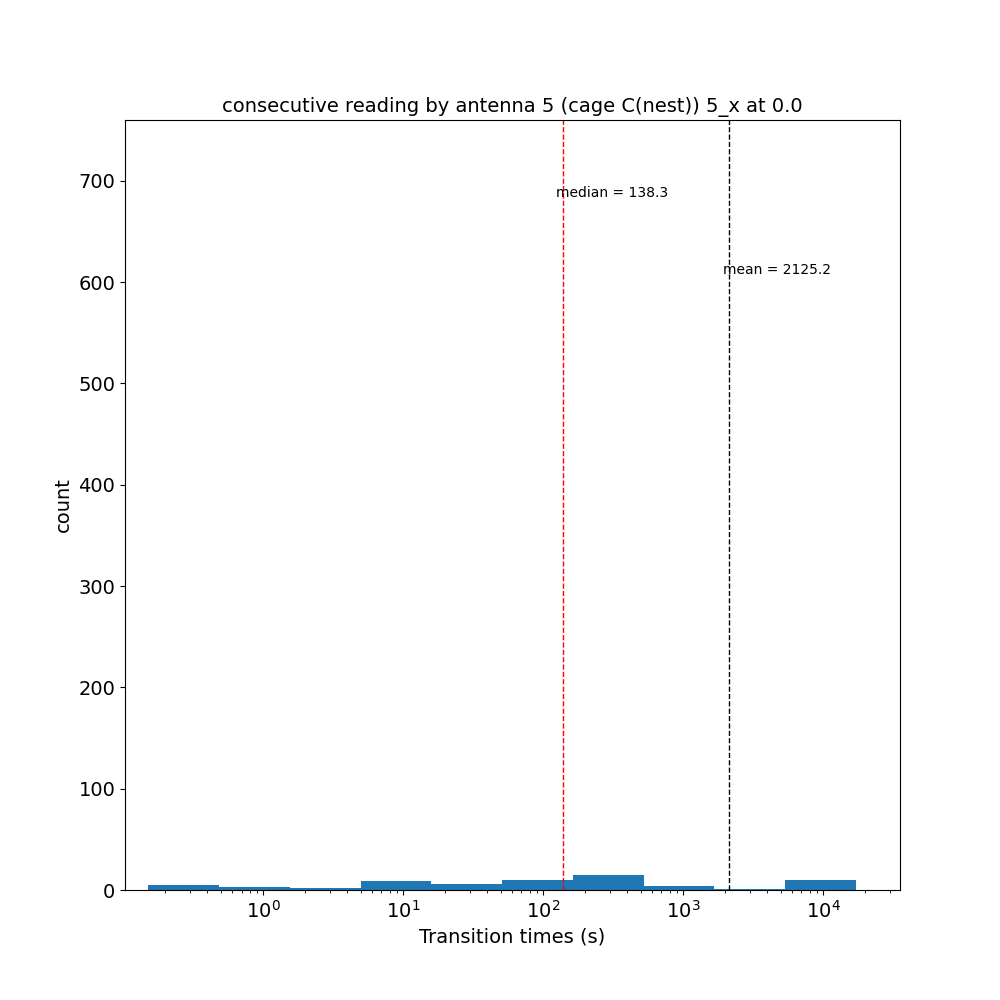 consecutive reading by antenna 5 (cage C(nest)) 5_x at 0.0
700
median = 138.3
600
mean = 2125.2
500
400
count
300
200
100
0
10⁰ 10¹ 10² 10³ 10⁴
Transition times (s)